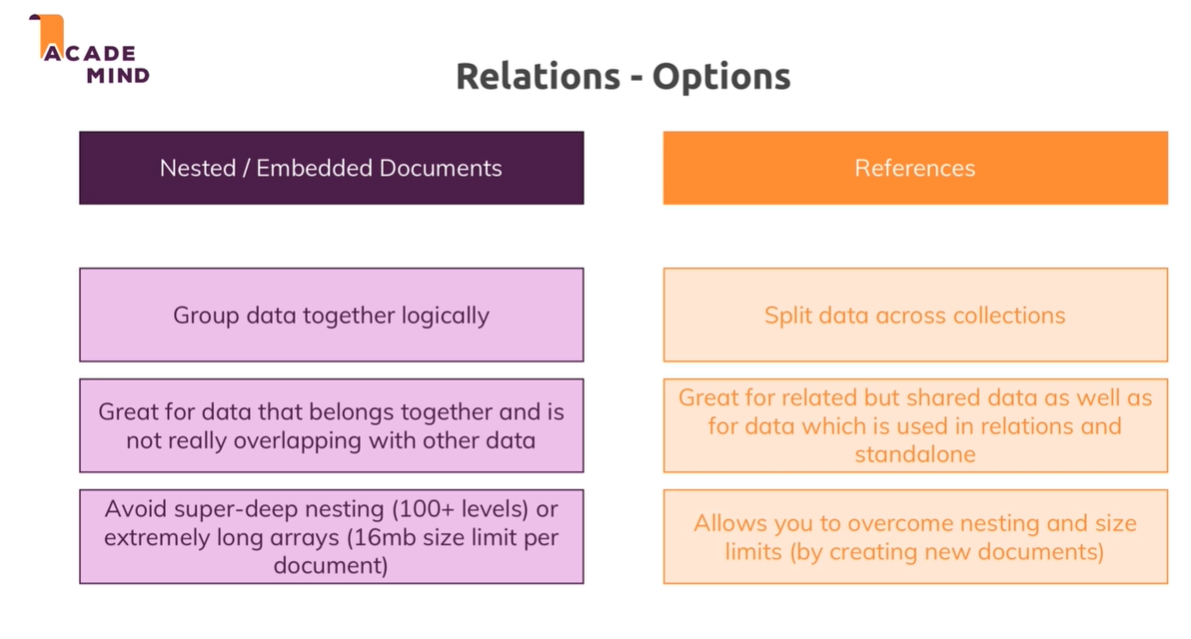 ACADE
MIND
Relations - Options
Nested / Embedded Documents
References
Group data together logically
Split data across collections
Great for data that belongs together and is
not really overlapping with other data
Great for related but shared data as well as
for data which is used in relations and
standalone
Avoid super-deep nesting (100+ levels) or
extremely long arrays (16mb size limit per
document)
Allows you to overcome nesting and size
limits (by creating new documents)